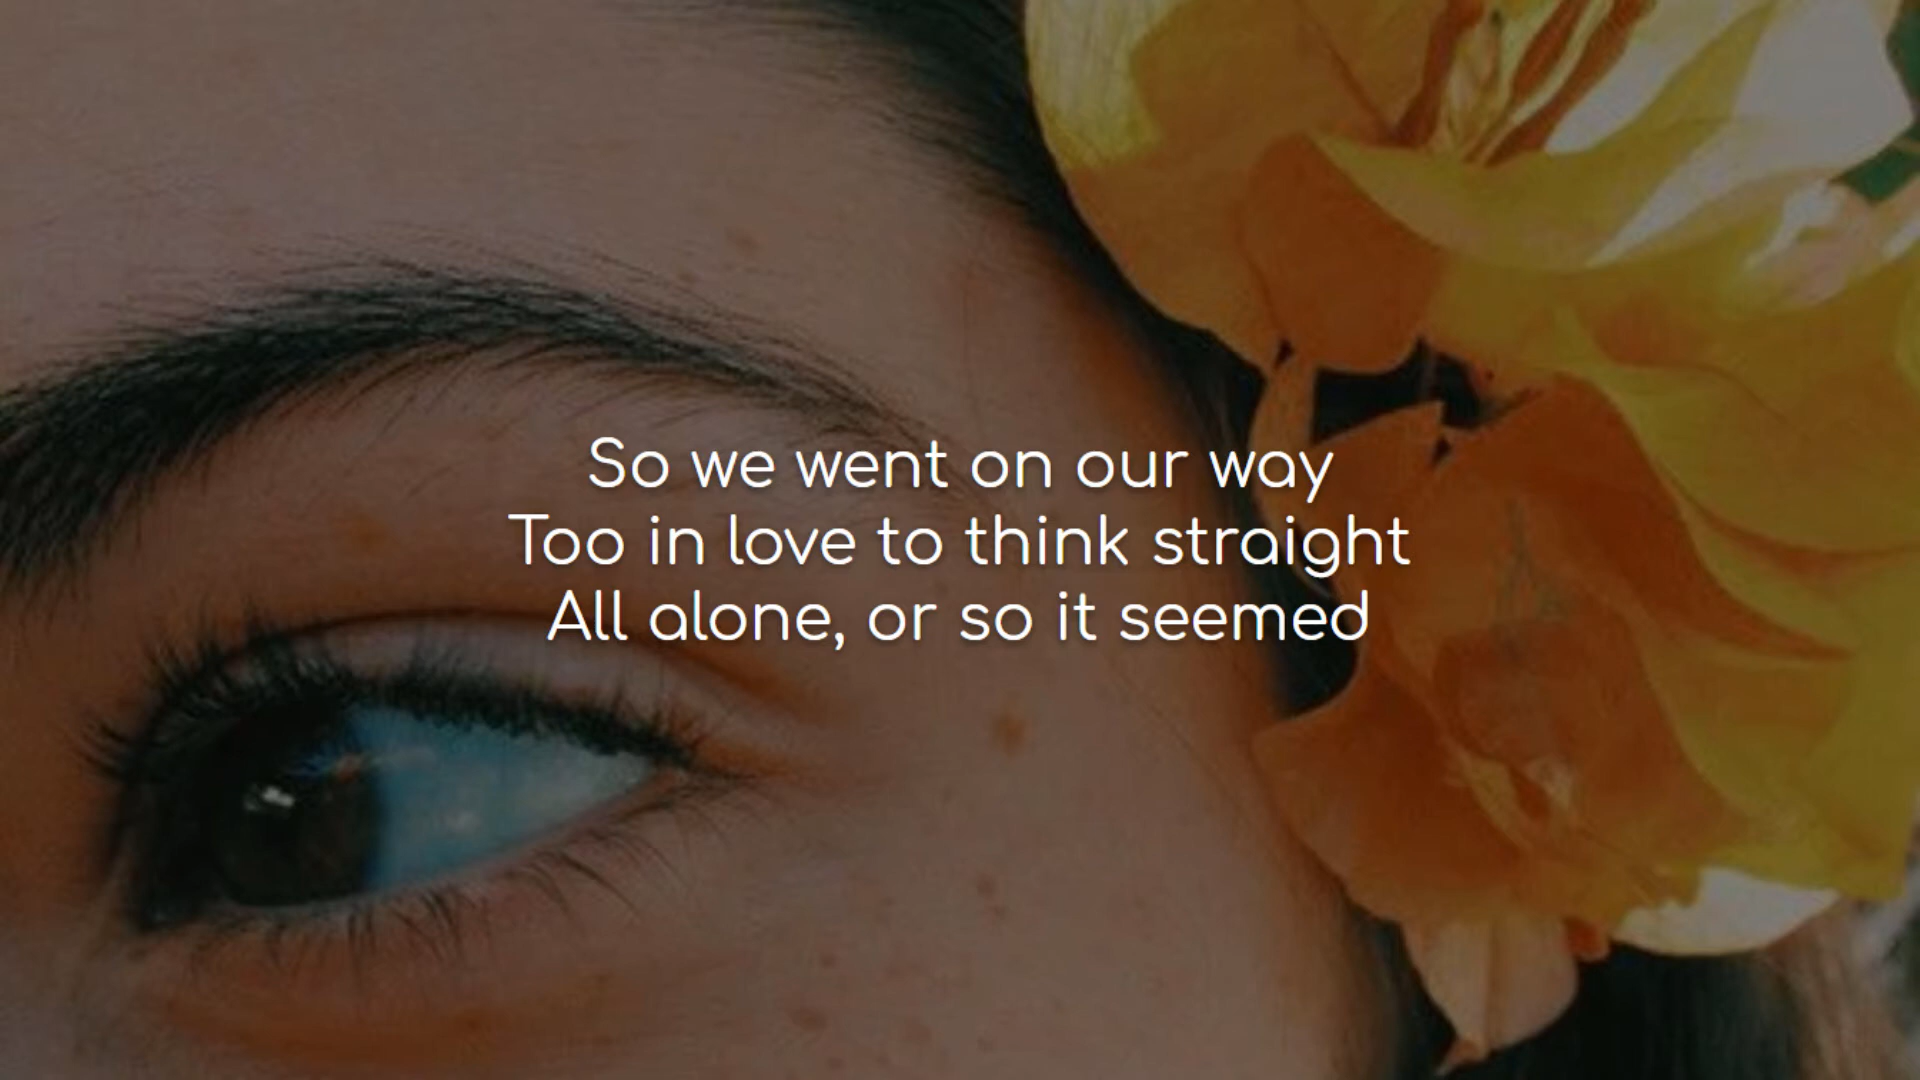 So we went on our way
Too in love to think straight
All alone, or so it seemed